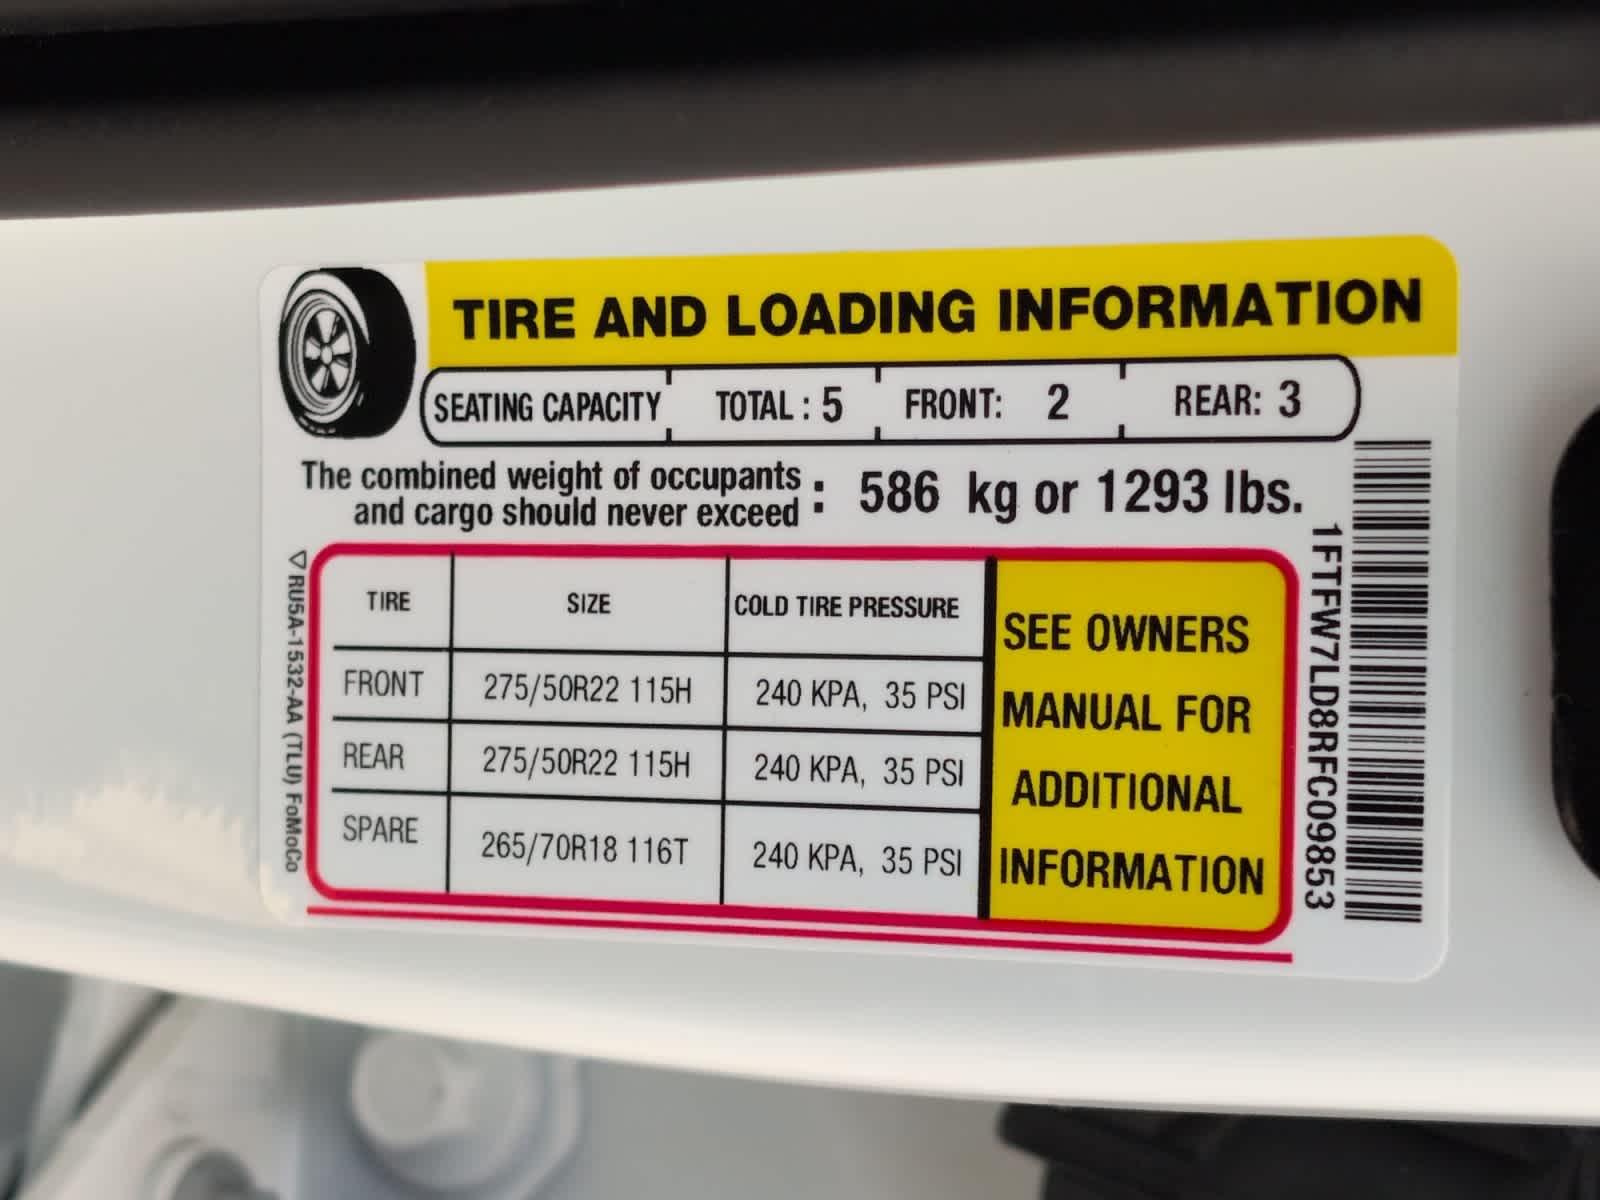 TIRE AND LOADING INFORMATION
SEATING CAPACITY TOTAL : 5 FRONT: 2 REAR: 3
The combined weight of occupants
and cargo should never exceed : 586 kg or 1293 lbs.
TIRE SIZE COLD TIRE PRESSURE
FRONT 275/50R22 115H 240 KPA, 35 PSI
REAR 275/50R22 115H 240 KPA, 35 PSI
SPARE 265/70R18 116T 240 KPA, 35 PSI
SEE OWNERS
MANUAL FOR
ADDITIONAL
INFORMATION
1FTFW7LD8RFC09853
RU5A-1532-AA (TLU) FoMoCo